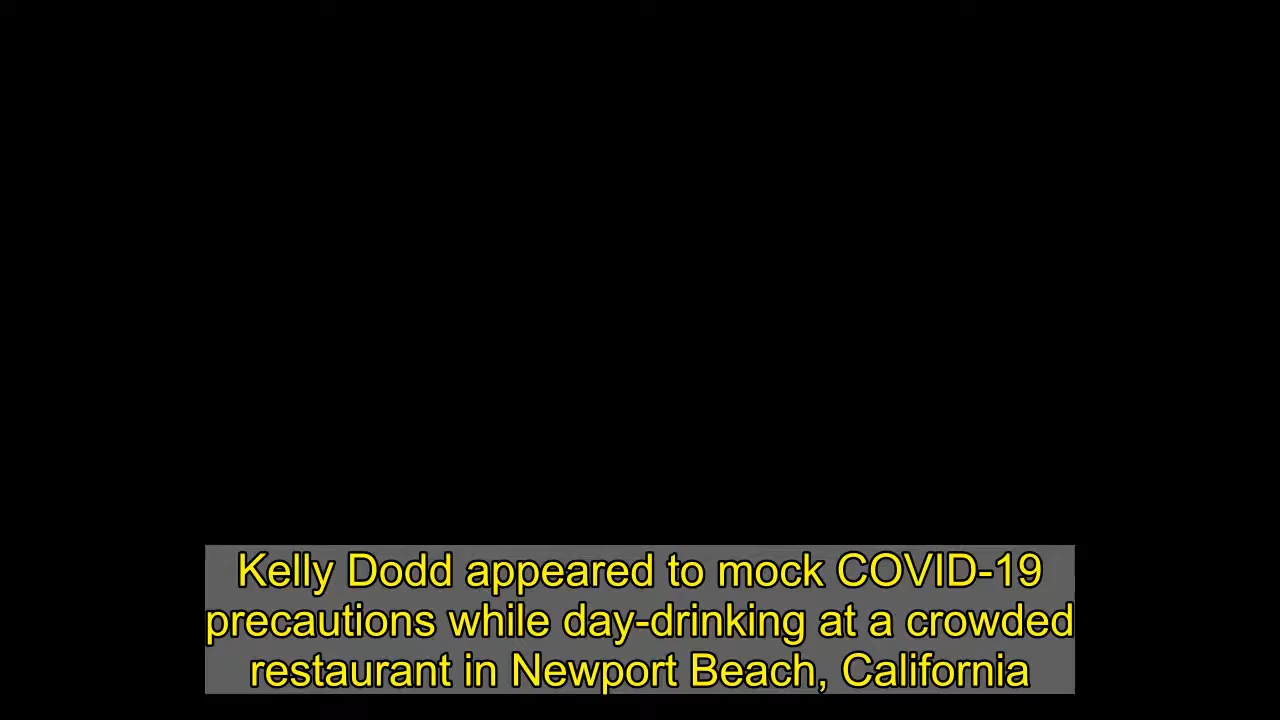 Kelly Dodd appeared to mock COVID-19
precautions while day-drinking at a crowded
restaurant in Newport Beach, California